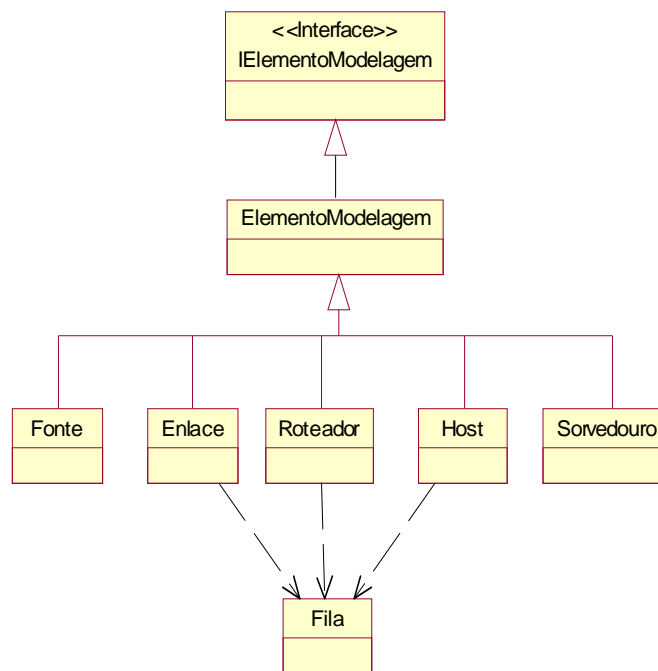 <<Interface>>
IElementoModelagem
ElementoModelagem
Fonte
Enlace
Roteador
Host
Sorvedouro
Fila